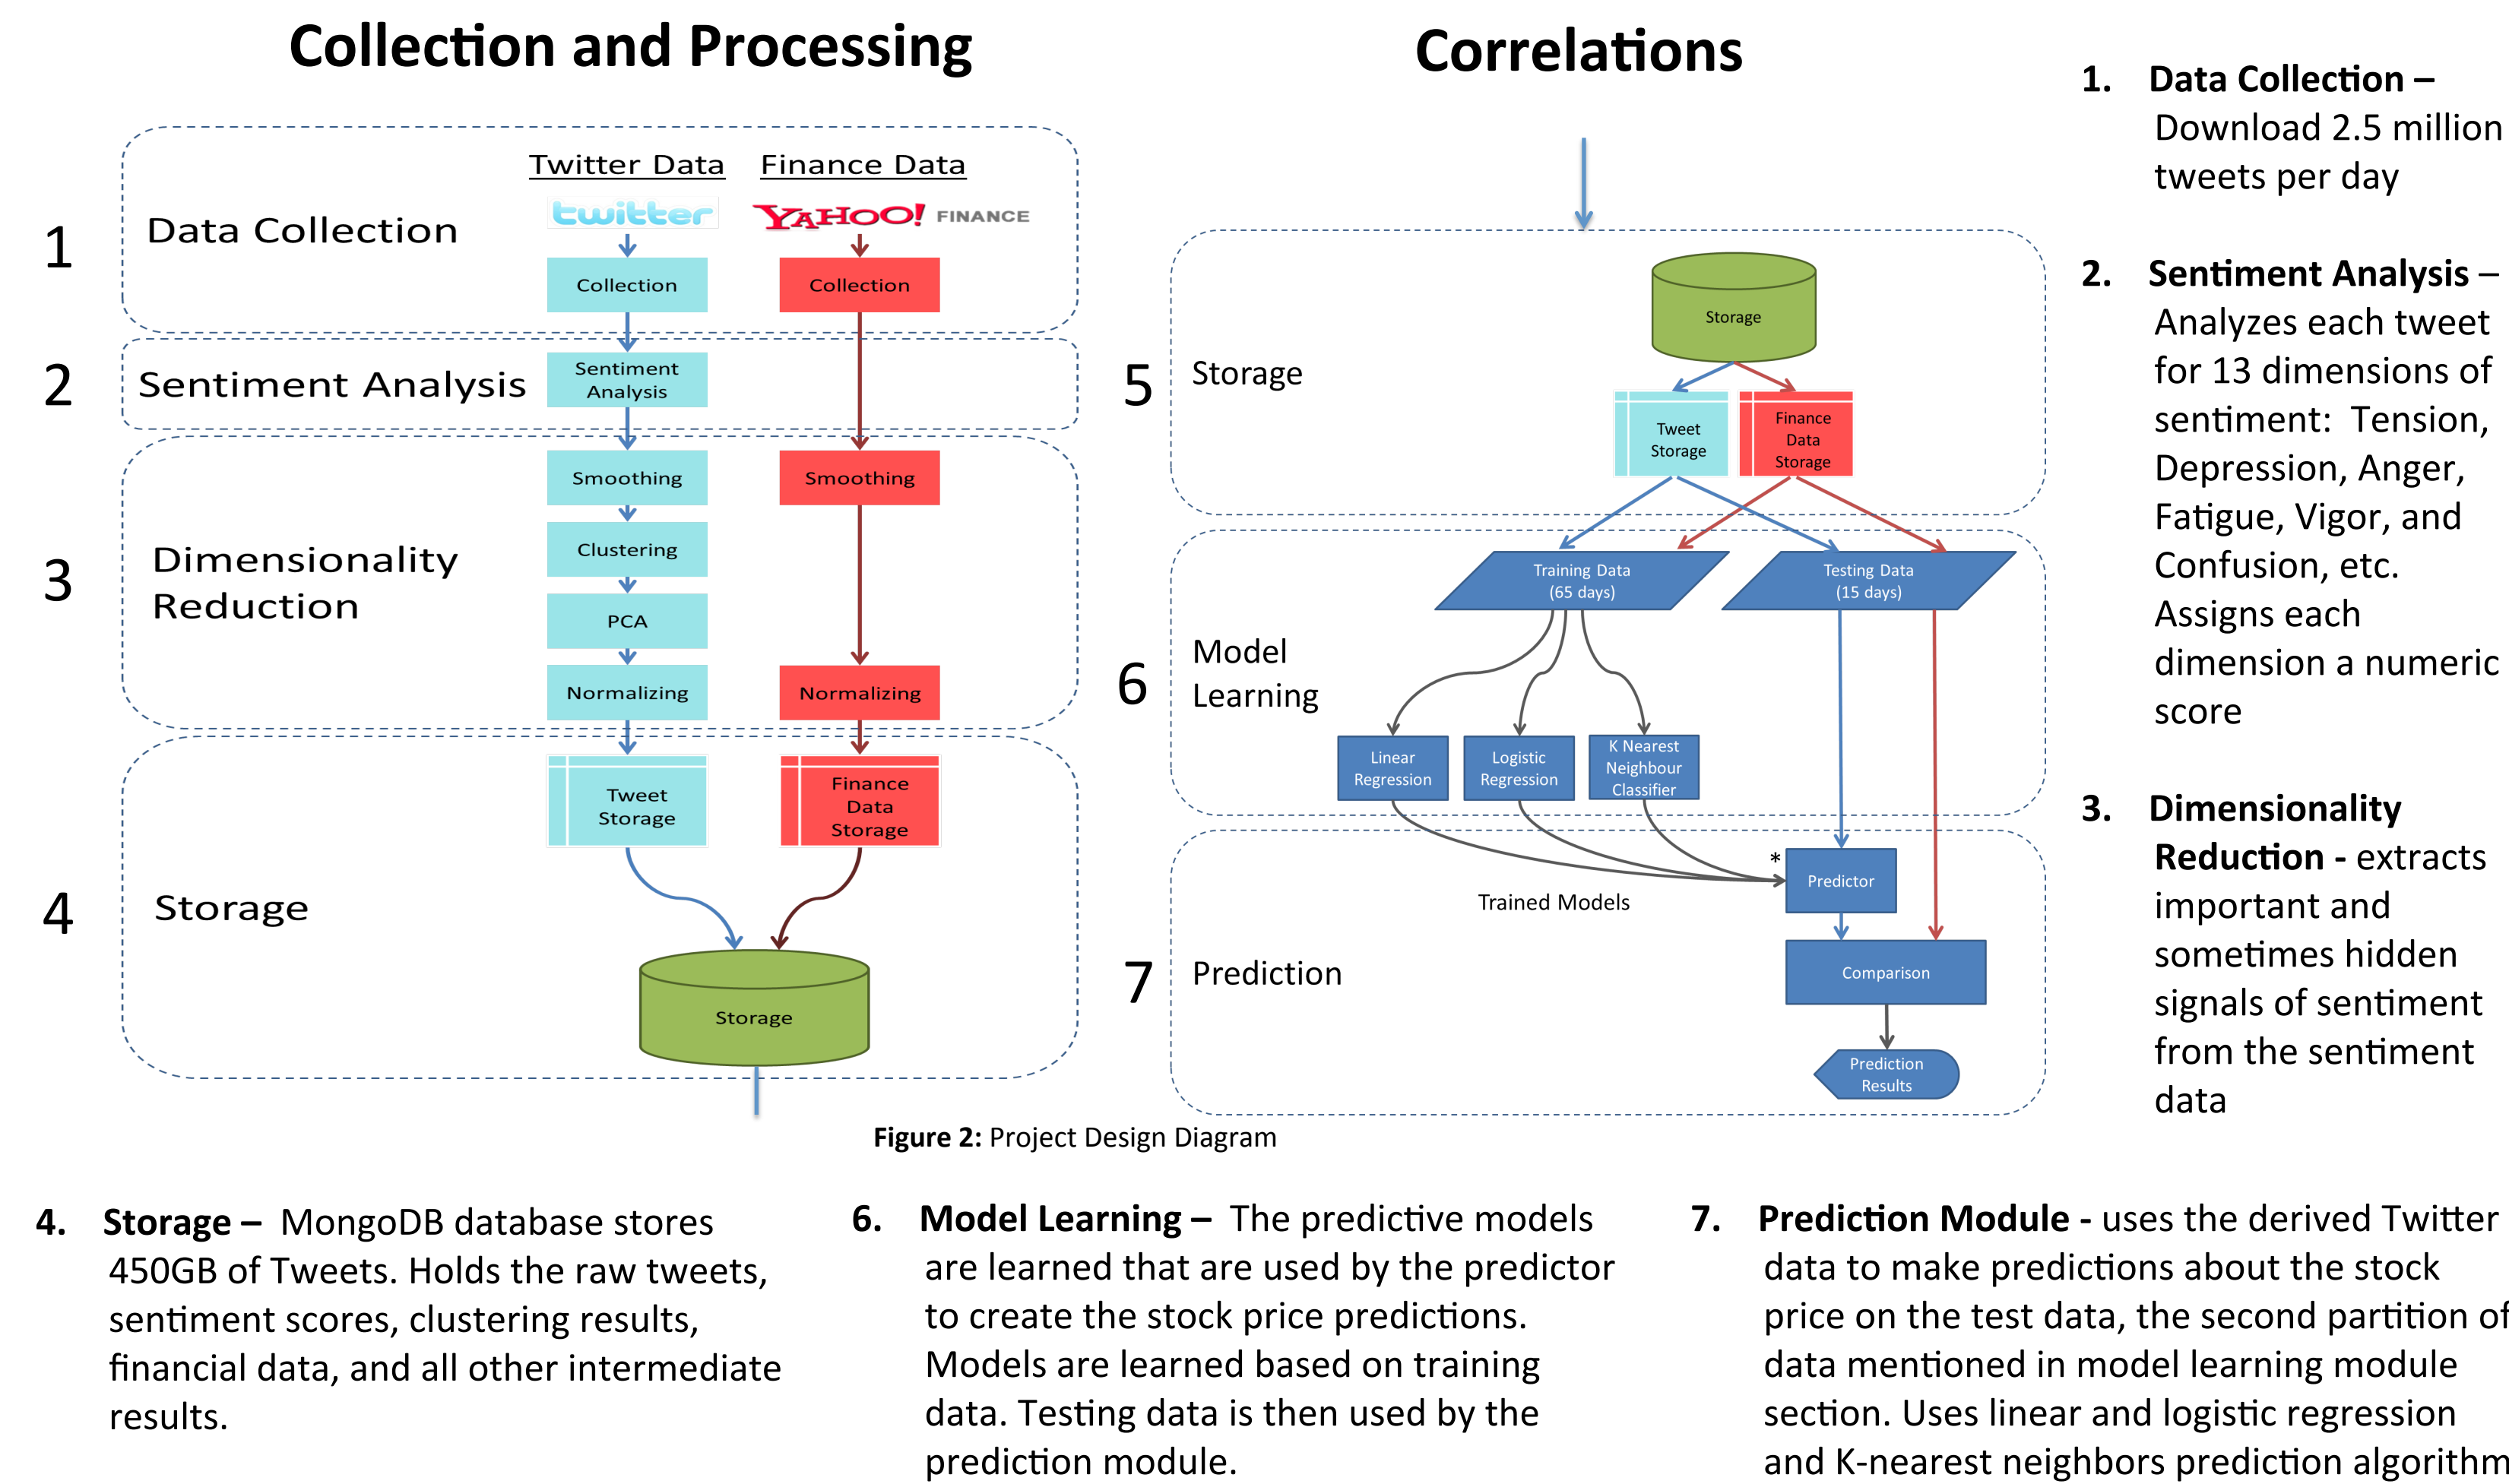 Collection and Processing
1
Data Collection
Twitter Data
Finance Data
twitter
YAHOO! FINANCE
Collection
Collection
2
Sentiment Analysis
Sentiment
Analysis
3
Dimensionality
Reduction
Smoothing
Smoothing
Clustering
PCA
Normalizing
Normalizing
4
Storage
Tweet
Storage
Finance
Data
Storage
Storage
Correlations
5
Storage
Storage
Tweet
Storage
Finance
Data
Storage
6
Model
Learning
Training Data
(65 days)
Testing Data
(15 days)
Linear
Regression
Logistic
Regression
K Nearest
Neighbour
Classifier
7
Prediction
Trained Models
*
Predictor
Comparison
Prediction
Results
Figure 2: Project Design Diagram
1. Data Collection –
Download 2.5 million
tweets per day
2. Sentiment Analysis –
Analyzes each tweet
for 13 dimensions of
sentiment: Tension,
Depression, Anger,
Fatigue, Vigor, and
Confusion, etc.
Assigns each
dimension a numeric
score
3. Dimensionality
Reduction - extracts
important and
sometimes hidden
signals of sentiment
from the sentiment
data
4. Storage – MongoDB database stores
450GB of Tweets. Holds the raw tweets,
sentiment scores, clustering results,
financial data, and all other intermediate
results.
6. Model Learning – The predictive models
are learned that are used by the predictor
to create the stock price predictions.
Models are learned based on training
data. Testing data is then used by the
prediction module.
7. Prediction Module - uses the derived Twitter
data to make predictions about the stock
price on the test data, the second partition of
data mentioned in model learning module
section. Uses linear and logistic regression
and K-nearest neighbors prediction algorithm